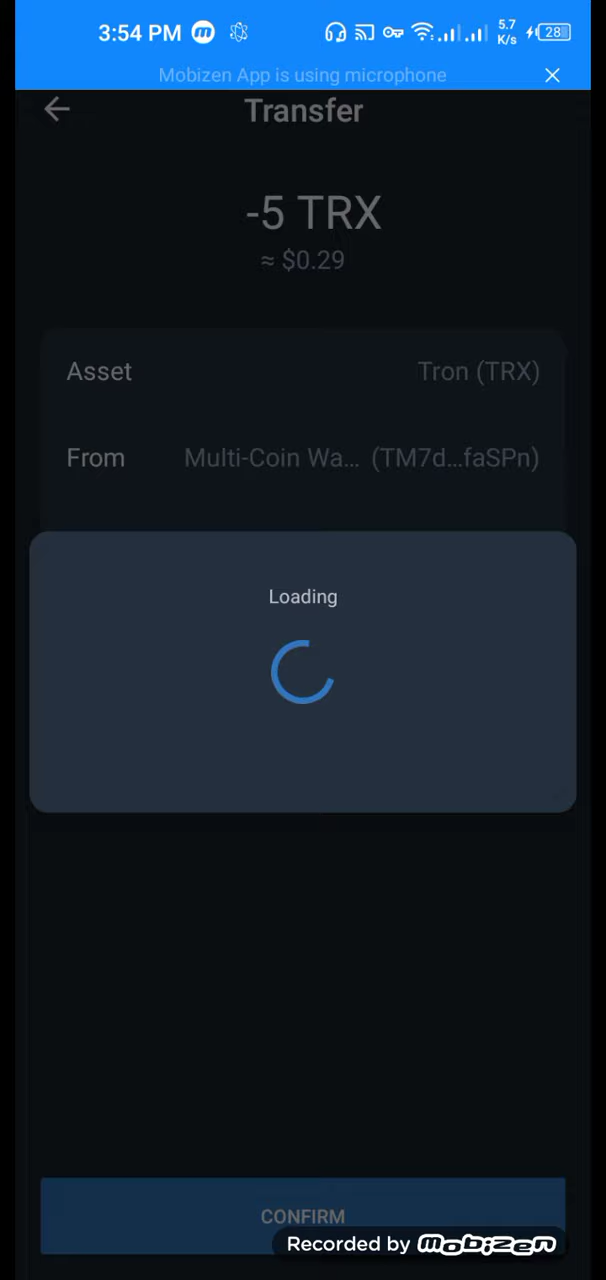 3:54 PM m 5.7 K/s 28
Mobizen App is using microphone
Transfer
-5 TRX
≈ $0.29
Asset Tron (TRX)
From Multi-Coin Wa... (TM7d...faSPn)
Loading
CONFIRM
Recorded by mobizen